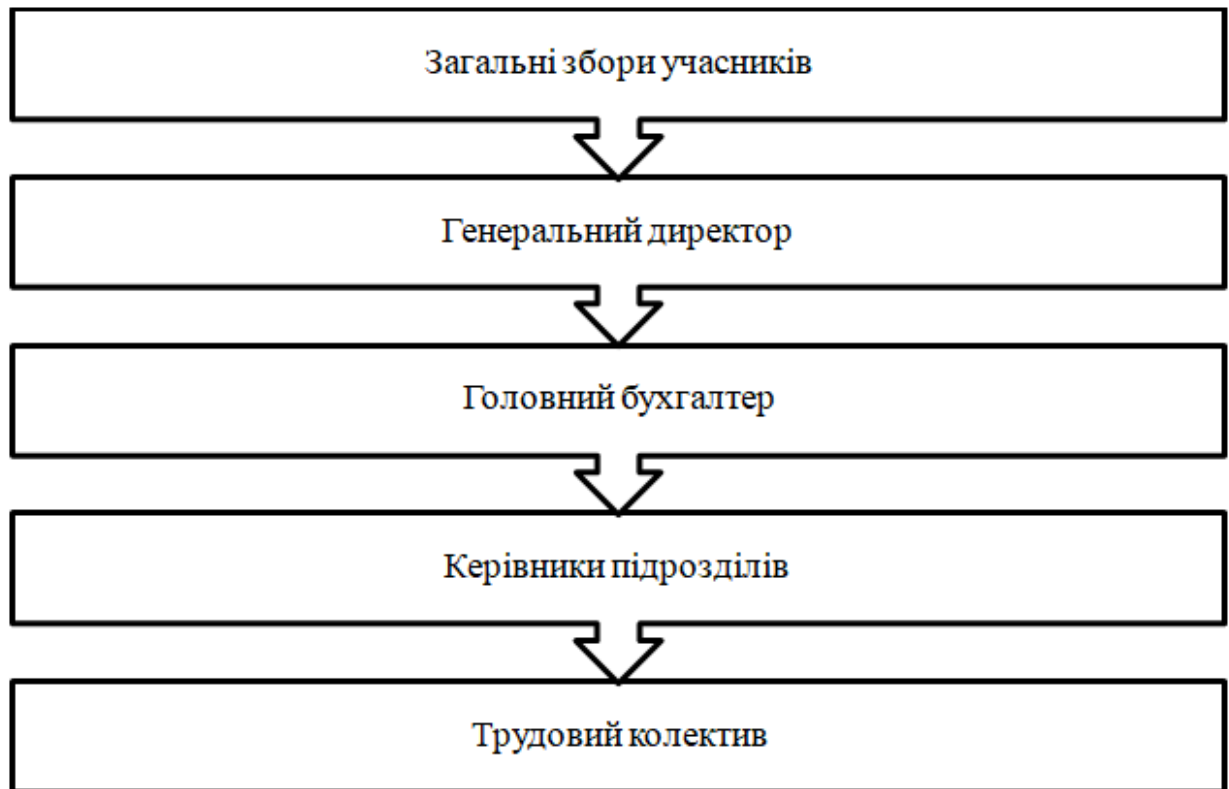 Загальні збори учасників
Генеральний директор
Головний бухгалтер
Керівники підрозділів
Трудовий колектив